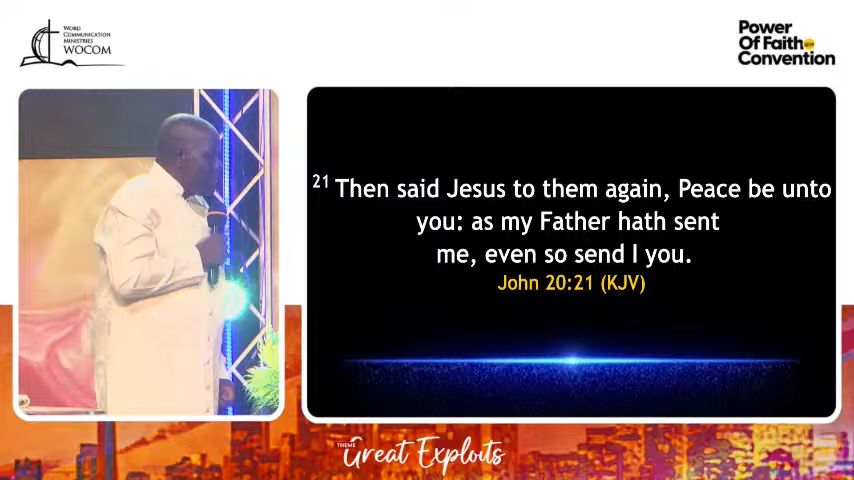 WORD
COMMUNICATION
MINISTRIES
WOCOM
Power
Of Faith
Convention
21 Then said Jesus to them again, Peace be unto
you: as my Father hath sent
me, even so send I you.
John 20:21 (KJV)
THEME
Great Exploits